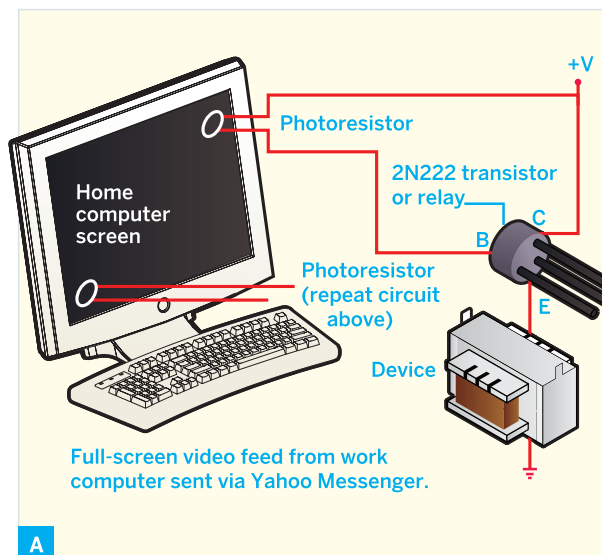 +V
Photoresistor
2N222 transistor
or relay
C
B
Home
computer
screen
Photoresistor
(repeat circuit
above)
E
Device
Full-screen video feed from work
computer sent via Yahoo Messenger.
A